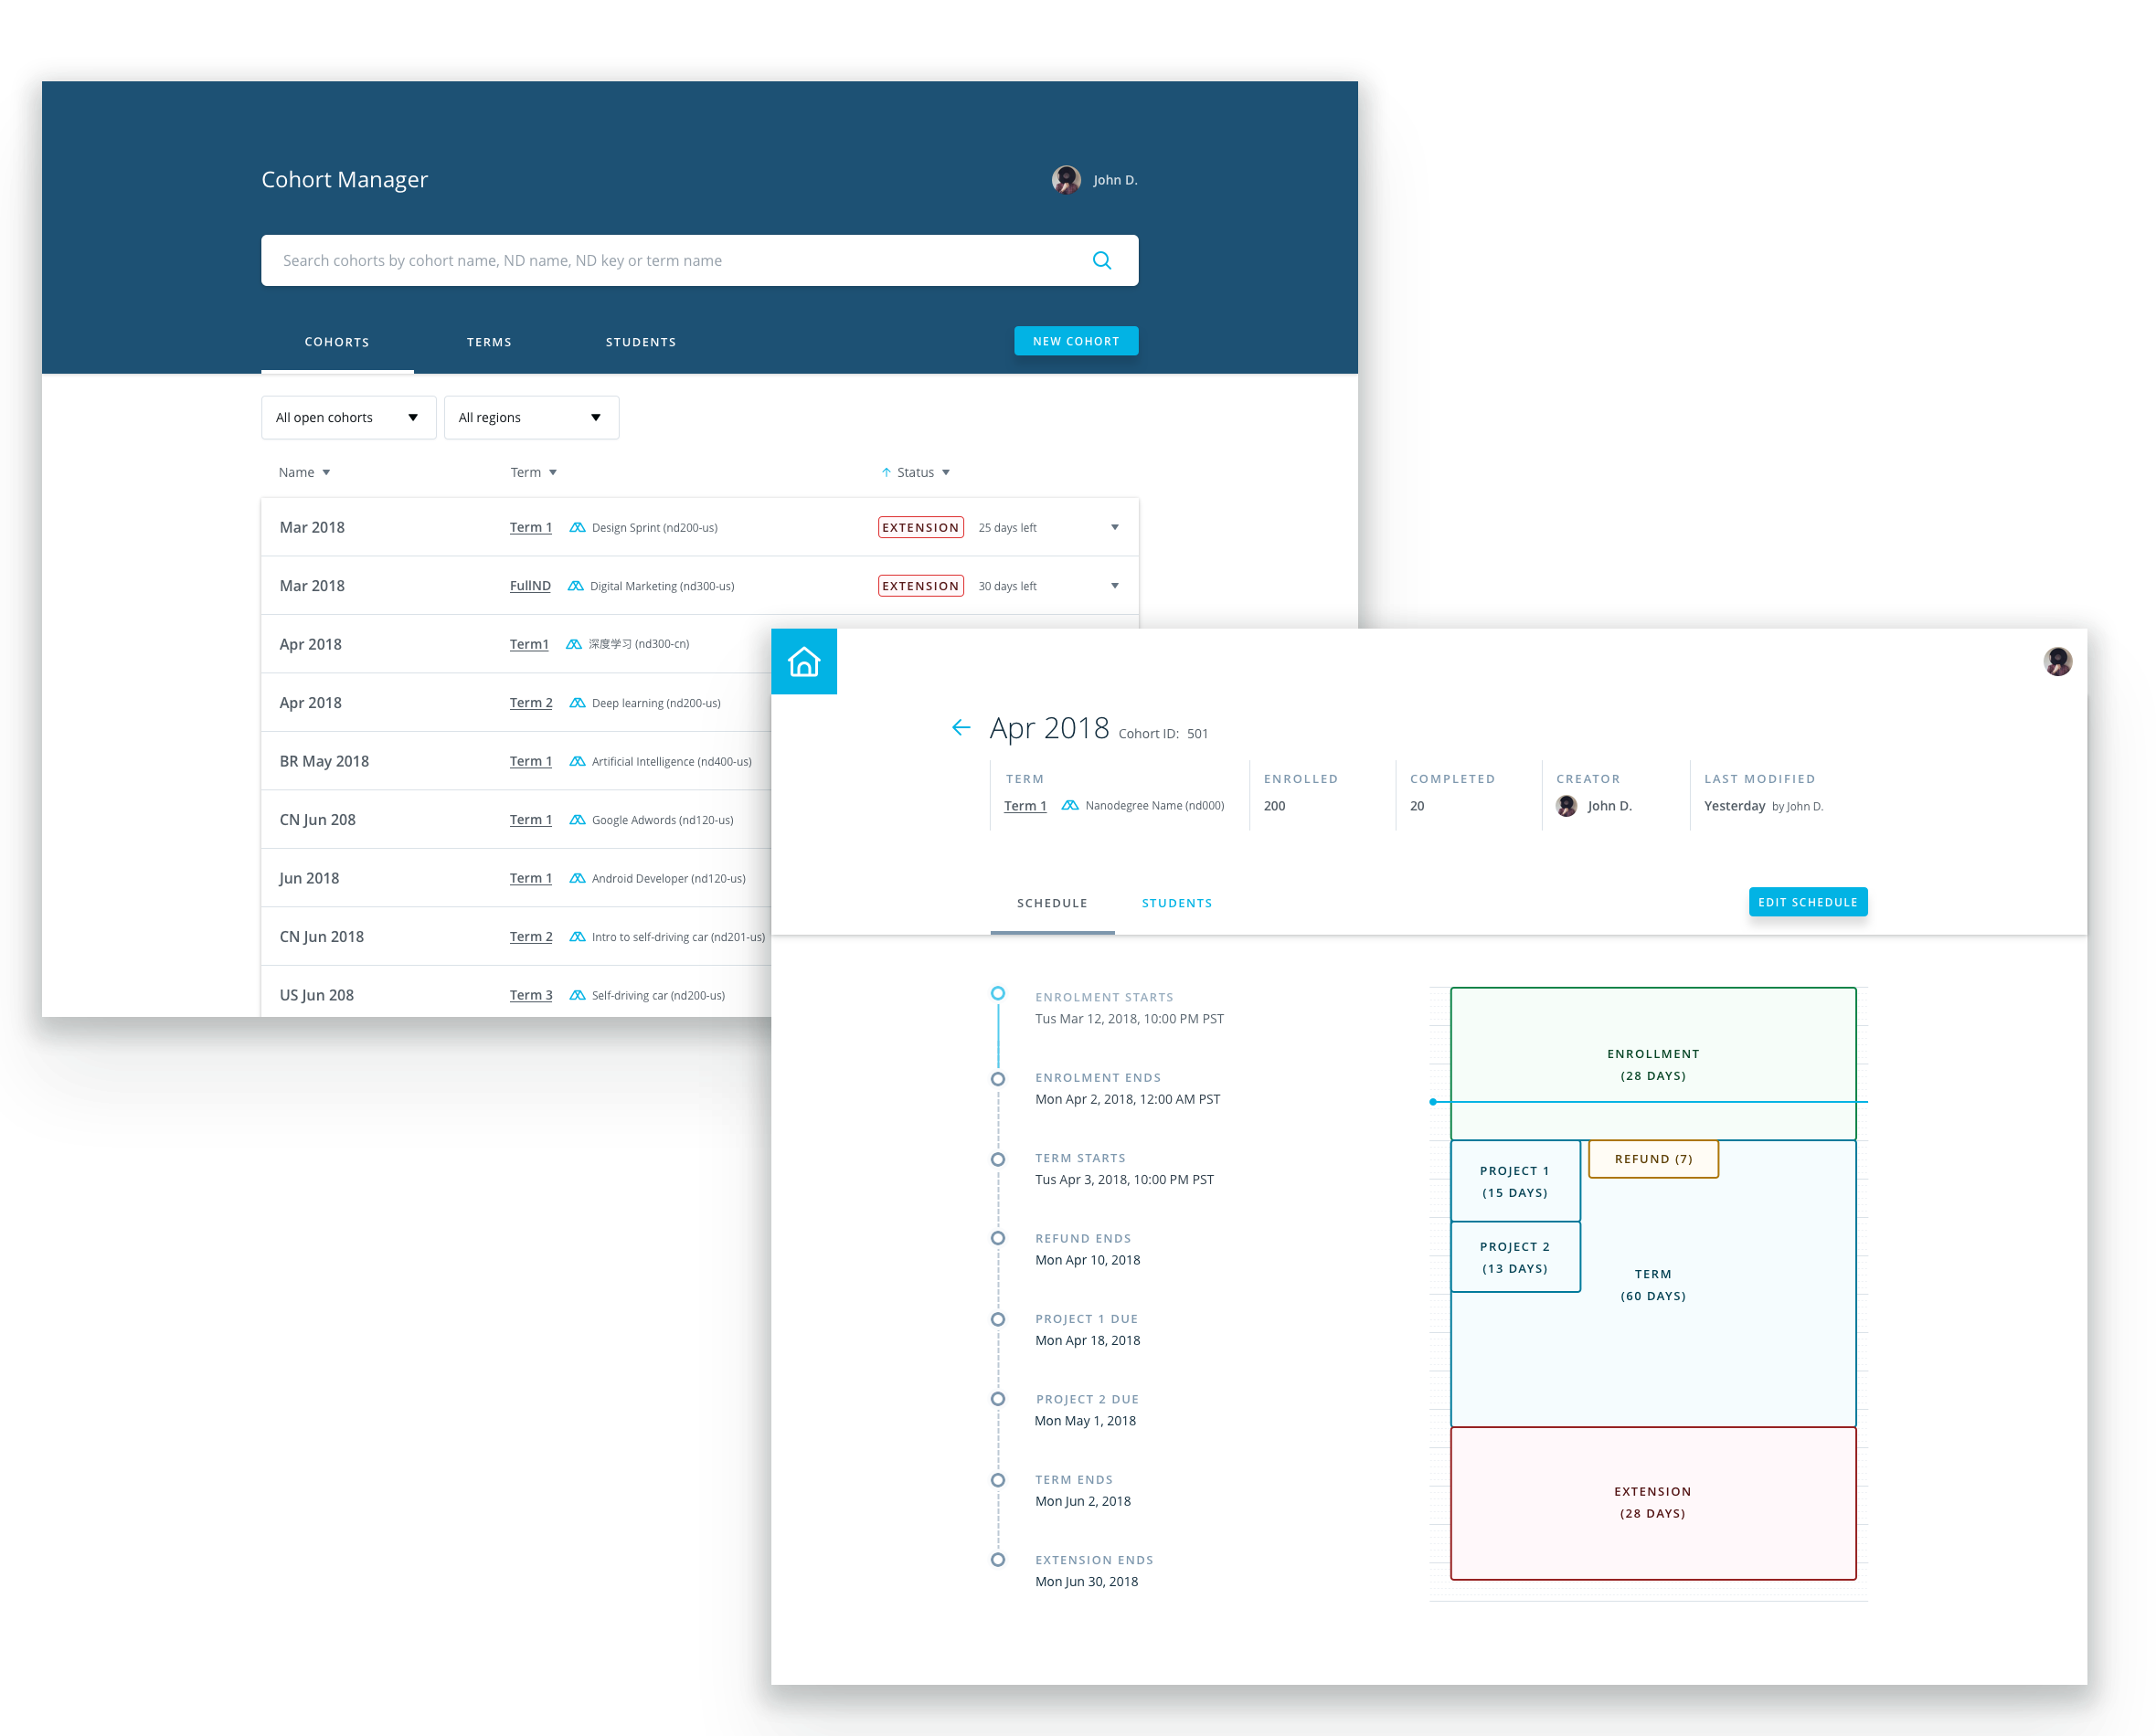 Cohort Manager
John D.
Search cohorts by cohort name, ND name, ND key or term name
COHORTS TERMS STUDENTS NEW COHORT
All open cohorts All regions
Name Term Status
Mar 2018 Term 1 Design Sprint (nd200-us) EXTENSION 25 days left
Mar 2018 FullND Digital Marketing (nd300-us) EXTENSION 30 days left
Apr 2018 Term1 深度学习 (nd300-cn)
Apr 2018 Term 2 Deep learning (nd200-us)
BR May 2018 Term 1 Artificial Intelligence (nd400-us)
CN Jun 208 Term 1 Google Adwords (nd120-us)
Jun 2018 Term 1 Android Developer (nd120-us)
CN Jun 2018 Term 2 Intro to self-driving car (nd201-us)
US Jun 208 Term 3 Self-driving car (nd200-us)
Apr 2018 Cohort ID: 501
TERM ENROLLED COMPLETED CREATOR LAST MODIFIED
Term 1 Nanodegree Name (nd000) 200 20 John D. Yesterday by John D.
SCHEDULE STUDENTS EDIT SCHEDULE
ENROLMENT STARTS
Tus Mar 12, 2018, 10:00 PM PST
ENROLMENT ENDS
Mon Apr 2, 2018, 12:00 AM PST
TERM STARTS
Tus Apr 3, 2018, 10:00 PM PST
REFUND ENDS
Mon Apr 10, 2018
PROJECT 1 DUE
Mon Apr 18, 2018
PROJECT 2 DUE
Mon May 1, 2018
TERM ENDS
Mon Jun 2, 2018
EXTENSION ENDS
Mon Jun 30, 2018
ENROLLMENT
(28 DAYS)
PROJECT 1
(15 DAYS)
REFUND (7)
PROJECT 2
(13 DAYS)
TERM
(60 DAYS)
EXTENSION
(28 DAYS)